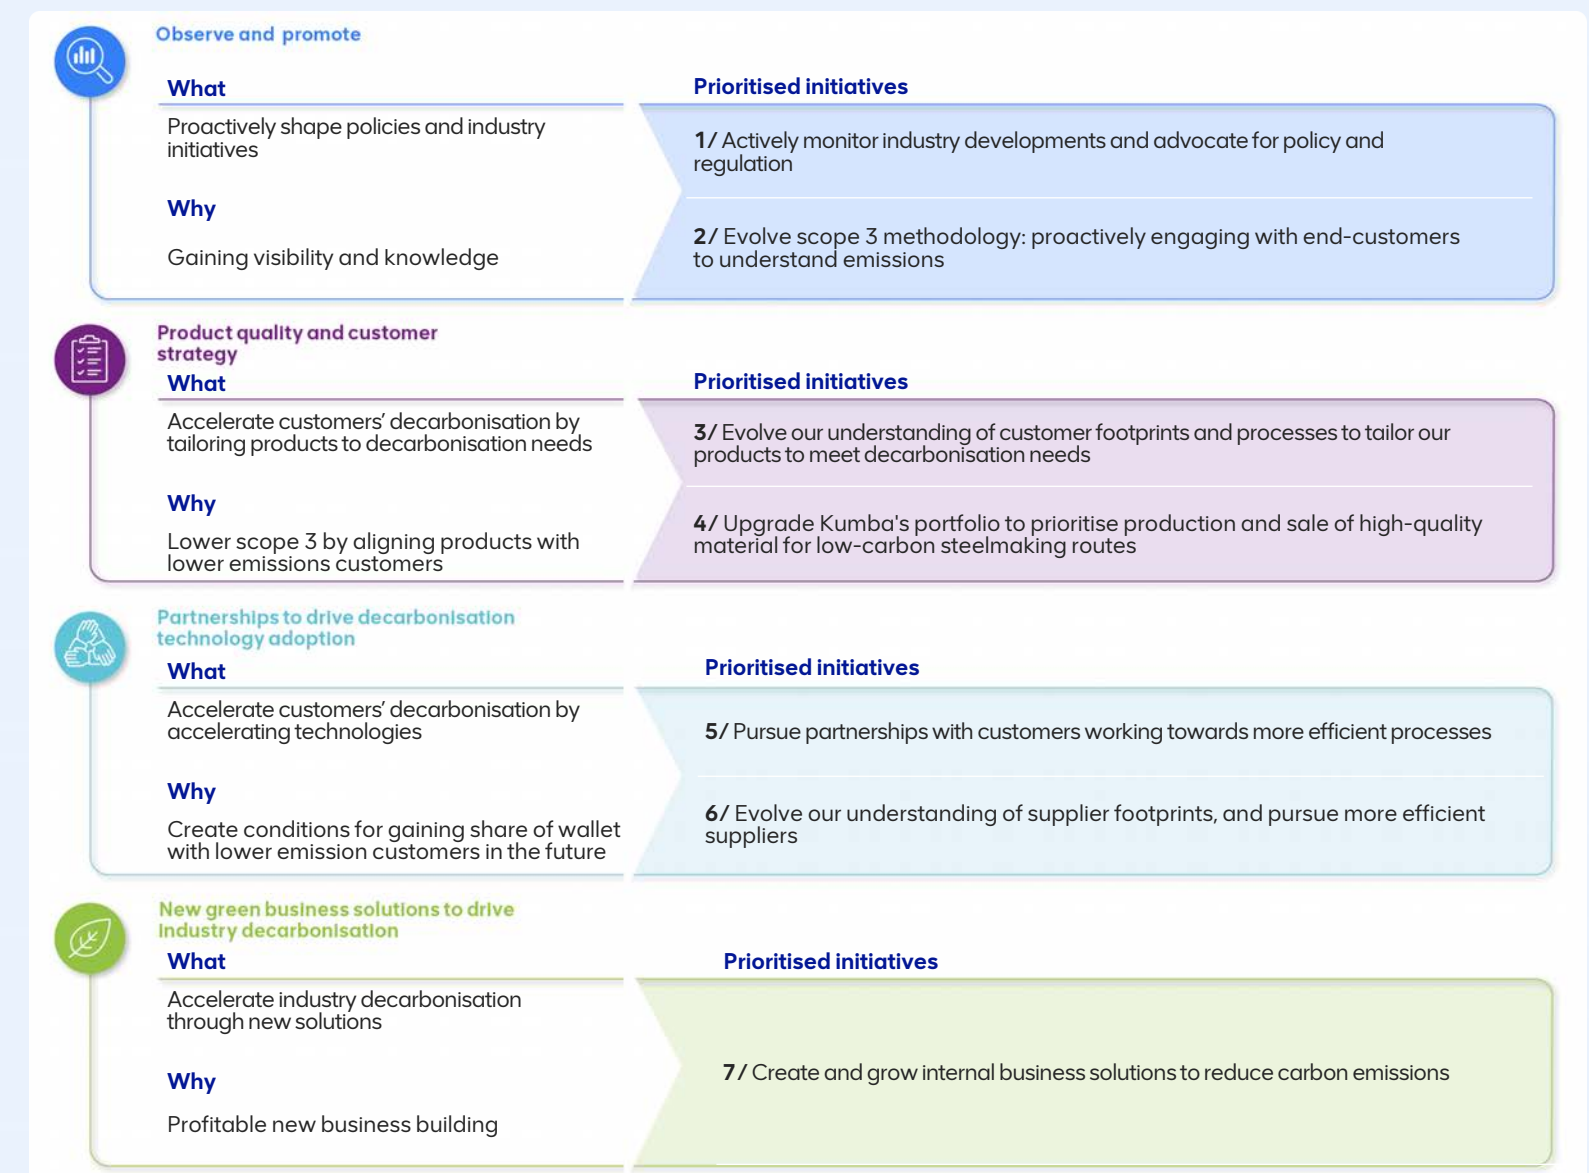 Observe and promote
What
Proactively shape policies and industry
initiatives
Why
Gaining visibility and knowledge
Prioritised initiatives
1/ Actively monitor industry developments and advocate for policy and
regulation
2/ Evolve scope 3 methodology: proactively engaging with end-customers
to understand emissions
Product quality and customer
strategy
What
Accelerate customers' decarbonisation by
tailoring products to decarbonisation needs
Why
Lower scope 3 by aligning products with
lower emissions customers
Prioritised initiatives
3/ Evolve our understanding of customer footprints and processes to tailor our
products to meet decarbonisation needs
4/ Upgrade Kumba's portfolio to prioritise production and sale of high-quality
material for low-carbon steelmaking routes
Partnerships to drive decarbonisation
technology adoption
What
Accelerate customers' decarbonisation by
accelerating technologies
Why
Create conditions for gaining share of wallet
with lower emission customers in the future
Prioritised initiatives
5/ Pursue partnerships with customers working towards more efficient processes
6/ Evolve our understanding of supplier footprints, and pursue more efficient
suppliers
New green business solutions to drive
industry decarbonisation
What
Accelerate industry decarbonisation
through new solutions
Why
Profitable new business building
Prioritised initiatives
7/ Create and grow internal business solutions to reduce carbon emissions